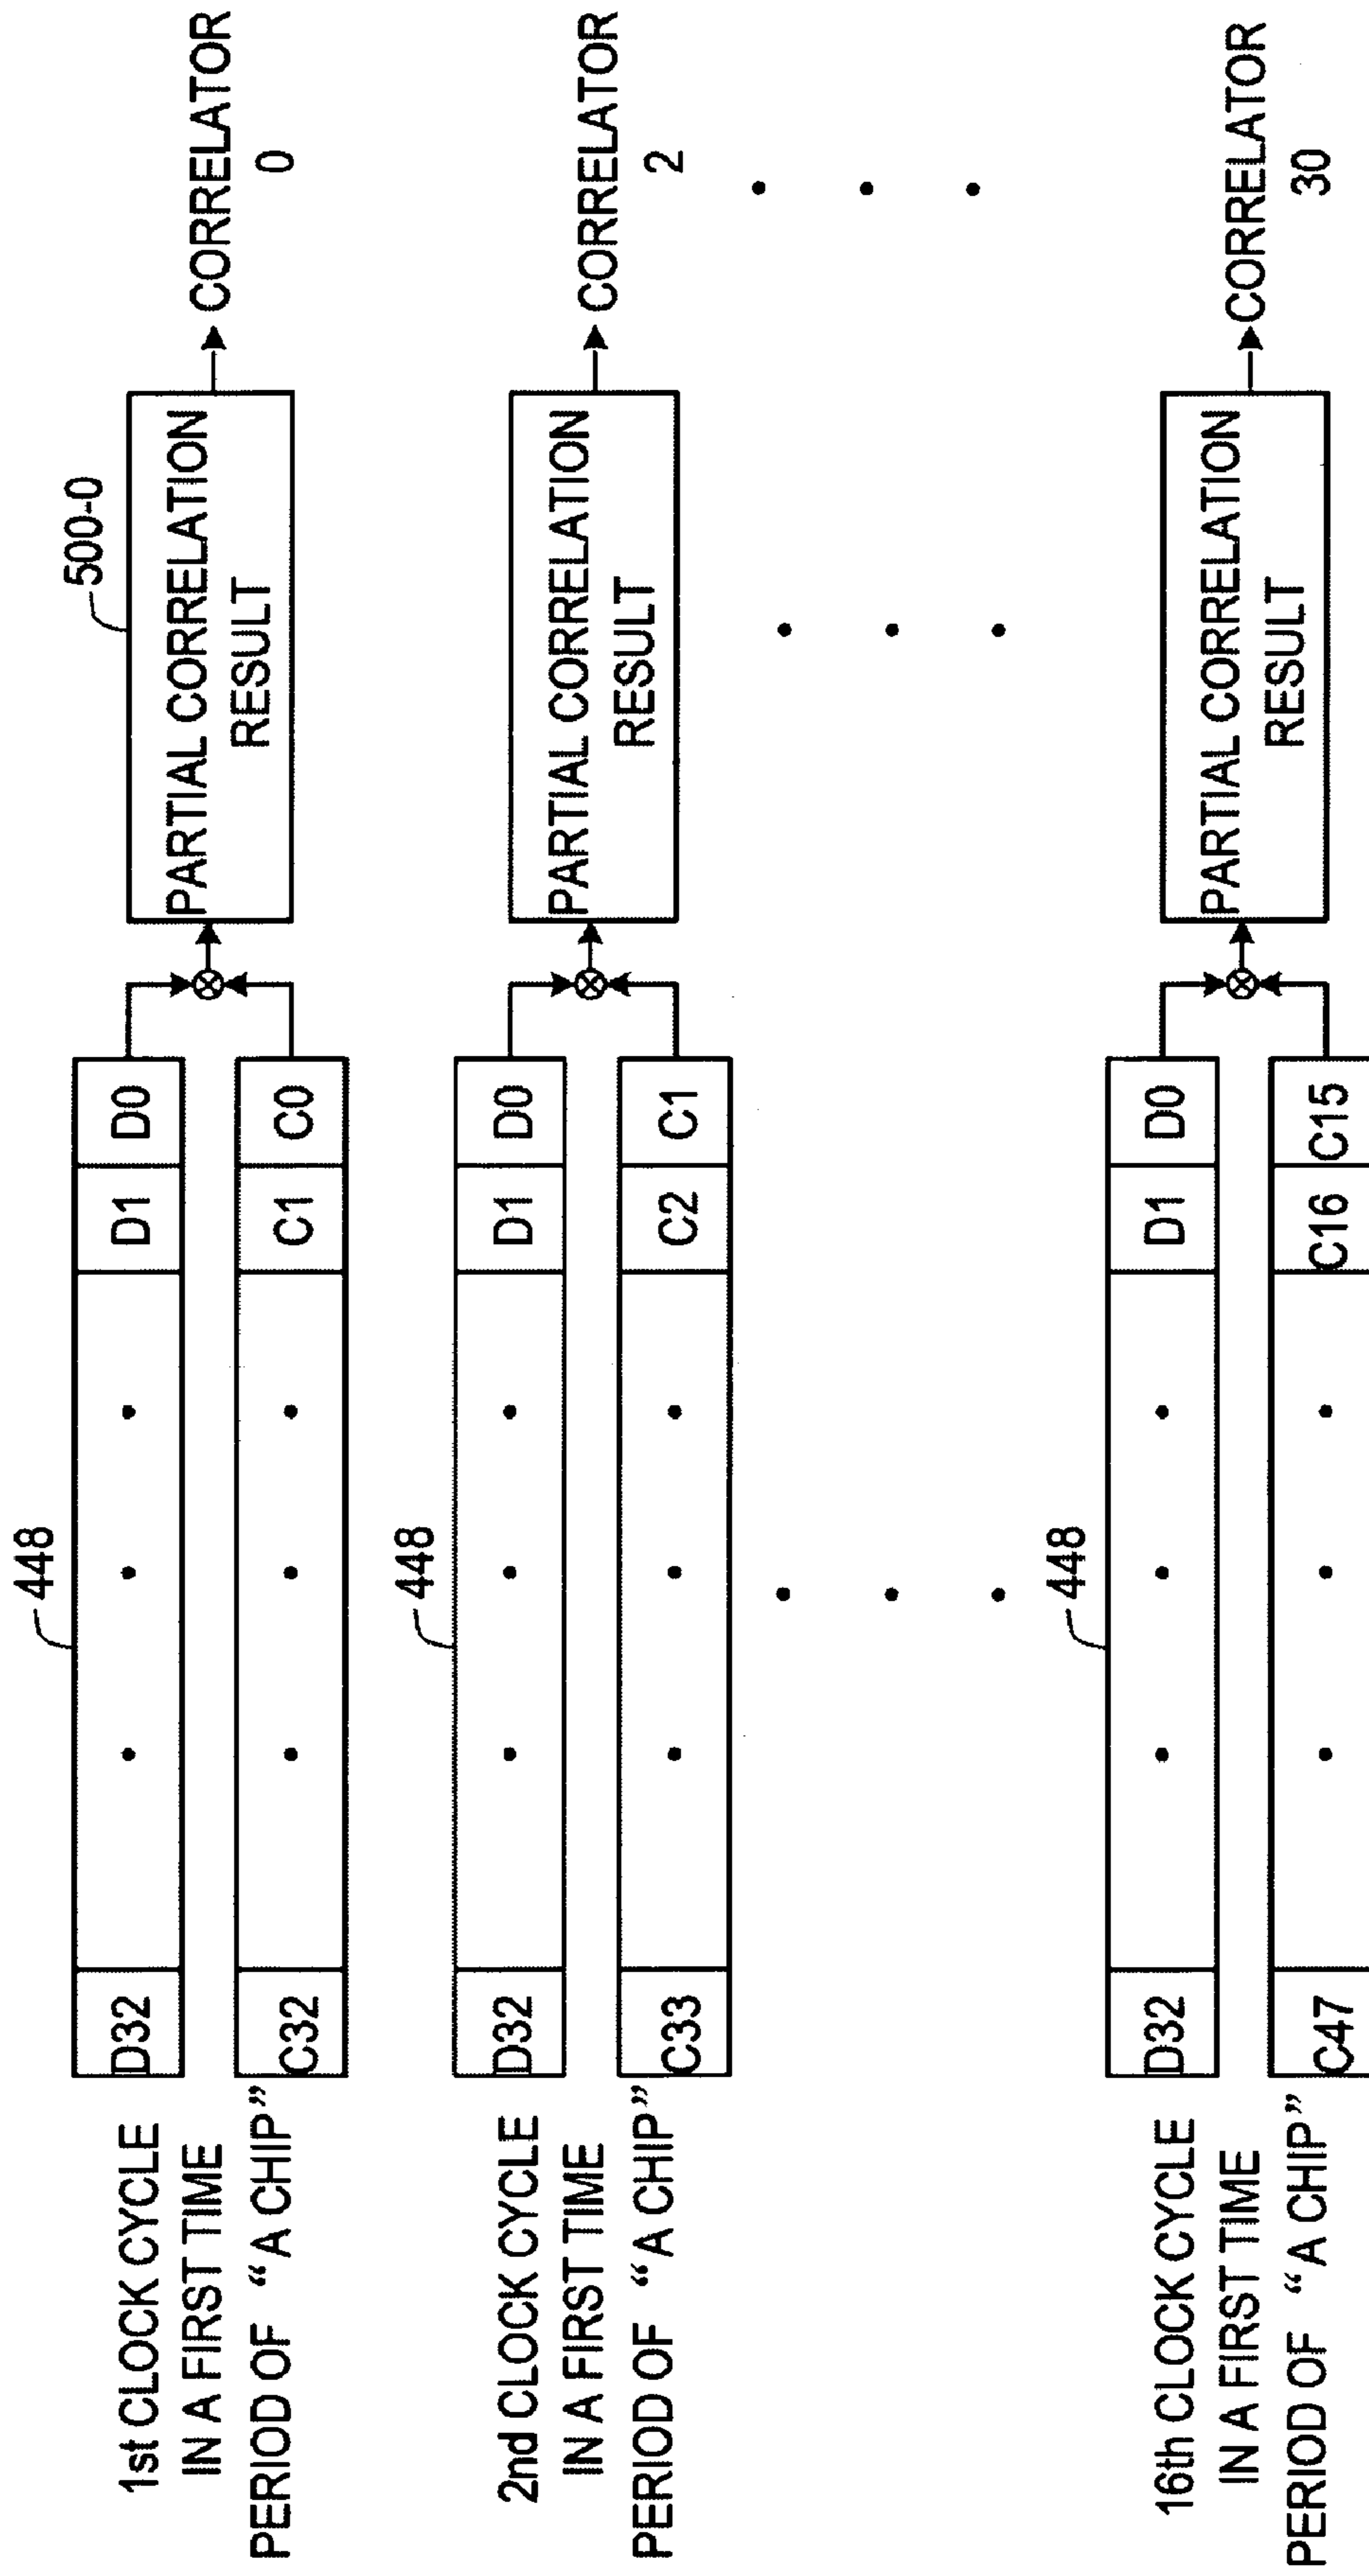 448
500-0
1st CLOCK CYCLE
IN A FIRST TIME
PERIOD OF “A CHIP”
D32 D1 D0
C32 C1 C0
PARTIAL CORRELATION
RESULT
CORRELATOR
0
448
2nd CLOCK CYCLE
IN A FIRST TIME
PERIOD OF “A CHIP”
D32 D1 D0
C33 C2 C1
PARTIAL CORRELATION
RESULT
CORRELATOR
2
448
16th CLOCK CYCLE
IN A FIRST TIME
PERIOD OF “A CHIP”
D32 D1 D0
C47 C16 C15
PARTIAL CORRELATION
RESULT
CORRELATOR
30